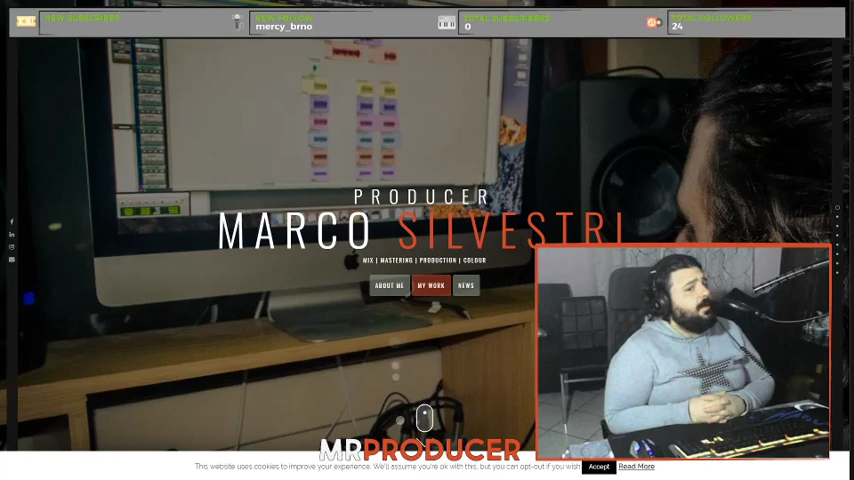 NEW SUBSCRIBER
NEW FOLLOW
mercy_brno
TOTAL SUBSCRIBERS
0
TOTAL FOLLOWERS
24
PRODUCER
MARCO SILVESTRI
MIX | MASTERING | PRODUCTION | COLOUR
ABOUT ME
MY WORK
NEWS
MRPRODUCER
This website uses cookies to improve your experience. We'll assume you're ok with this, but you can opt-out if you wish.
Accept
Read More